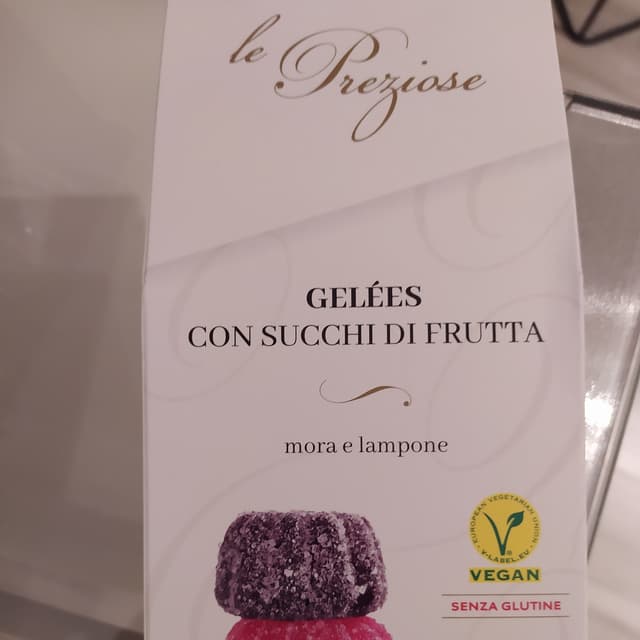 le Preziose
GELÉES
CON SUCCHI DI FRUTTA
mora e lampone
EUROPEAN VEGETARIAN UNION
V-LABEL.EU
VEGAN
SENZA GLUTINE